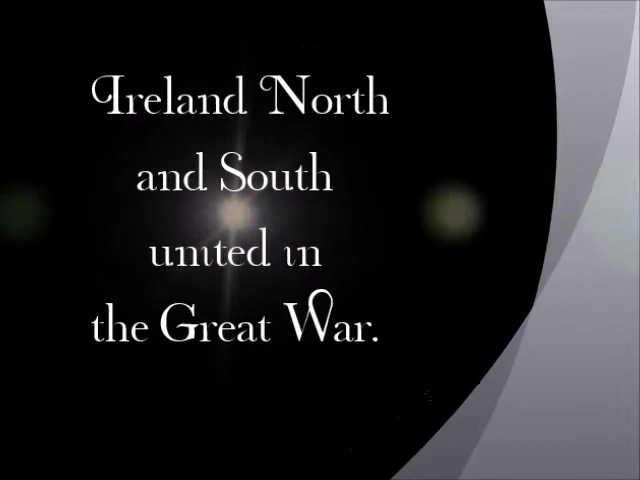 Ireland North
and South
united in
the Great War.